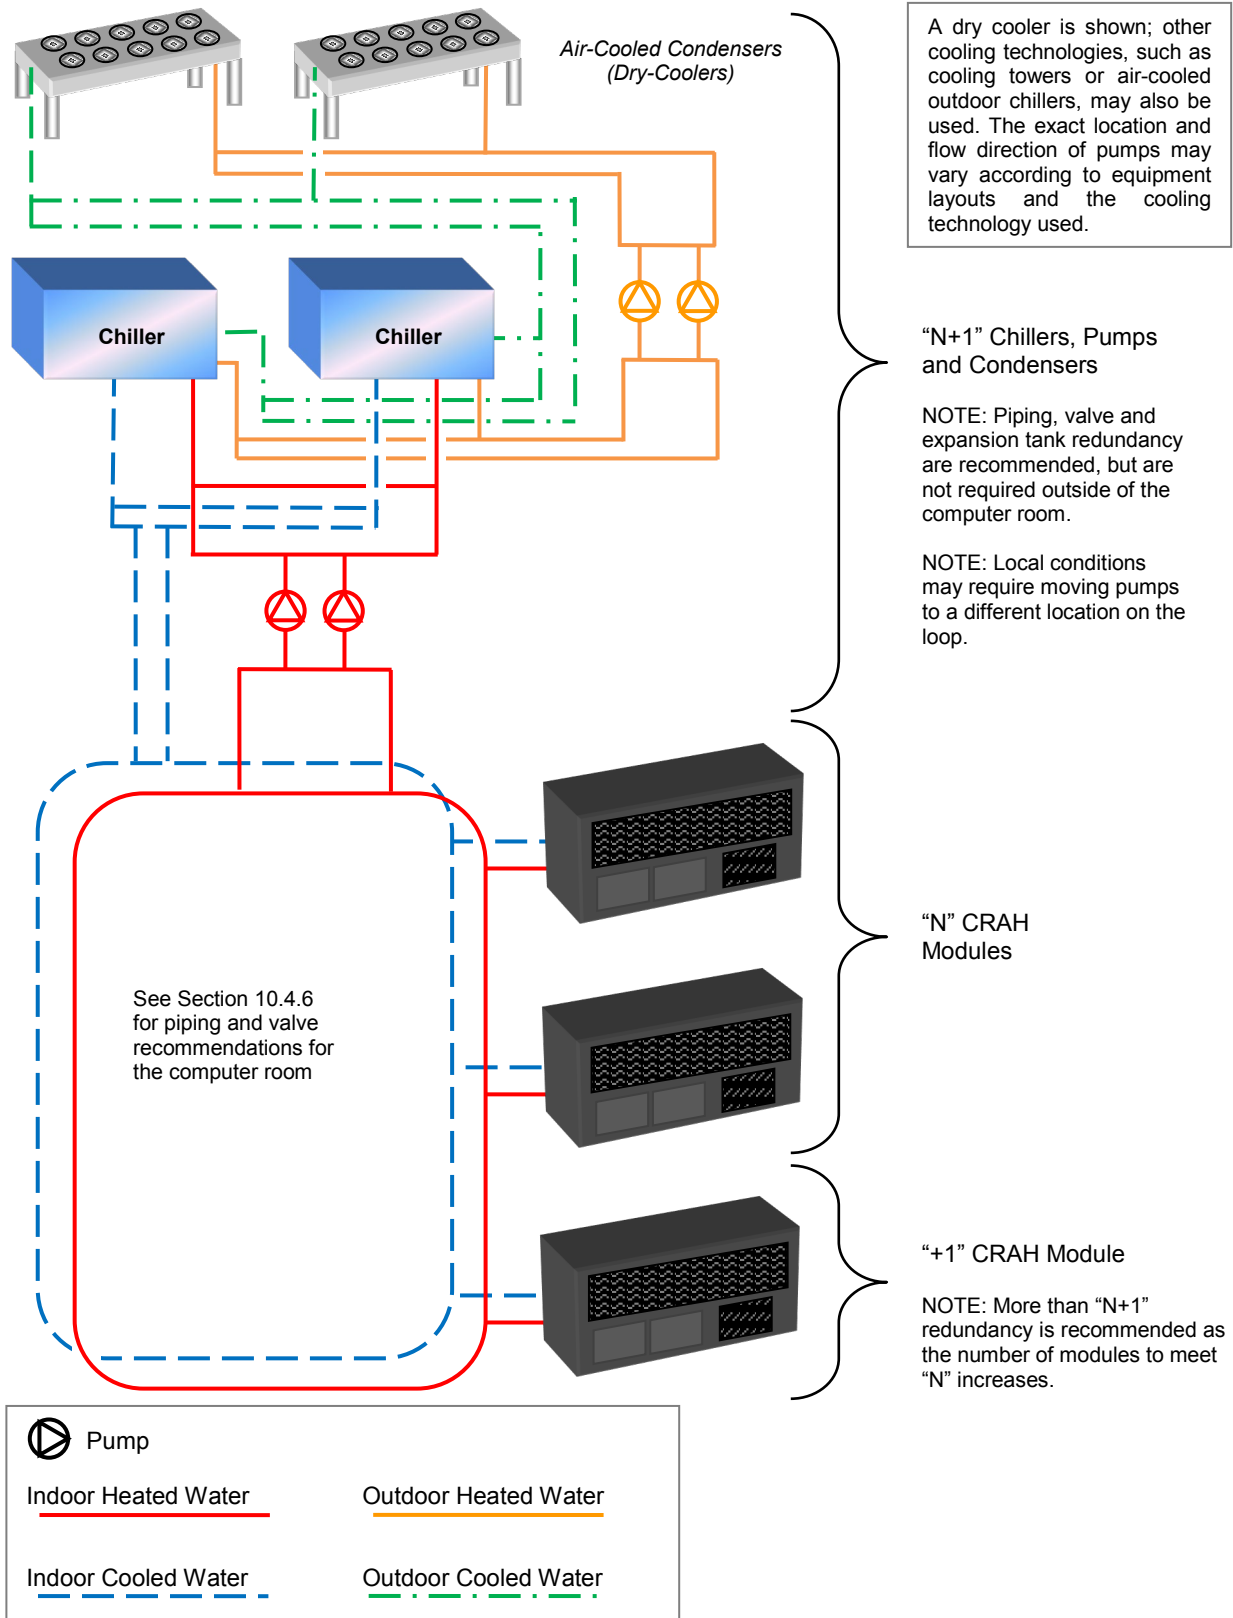 Air-Cooled Condensers
(Dry-Coolers)
A dry cooler is shown; other
cooling technologies, such as
cooling towers or air-cooled
outdoor chillers, may also be
used. The exact location and
flow direction of pumps may
vary according to equipment
layouts and the cooling
technology used.
Chiller
Chiller
“N+1” Chillers, Pumps
and Condensers
NOTE: Piping, valve and
expansion tank redundancy
are recommended, but are
not required outside of the
computer room.
NOTE: Local conditions
may require moving pumps
to a different location on the
loop.
“N” CRAH
Modules
See Section 10.4.6
for piping and valve
recommendations for
the computer room
“+1” CRAH Module
NOTE: More than “N+1”
redundancy is recommended as
the number of modules to meet
“N” increases.
Pump
Indoor Heated Water
Outdoor Heated Water
Indoor Cooled Water
Outdoor Cooled Water